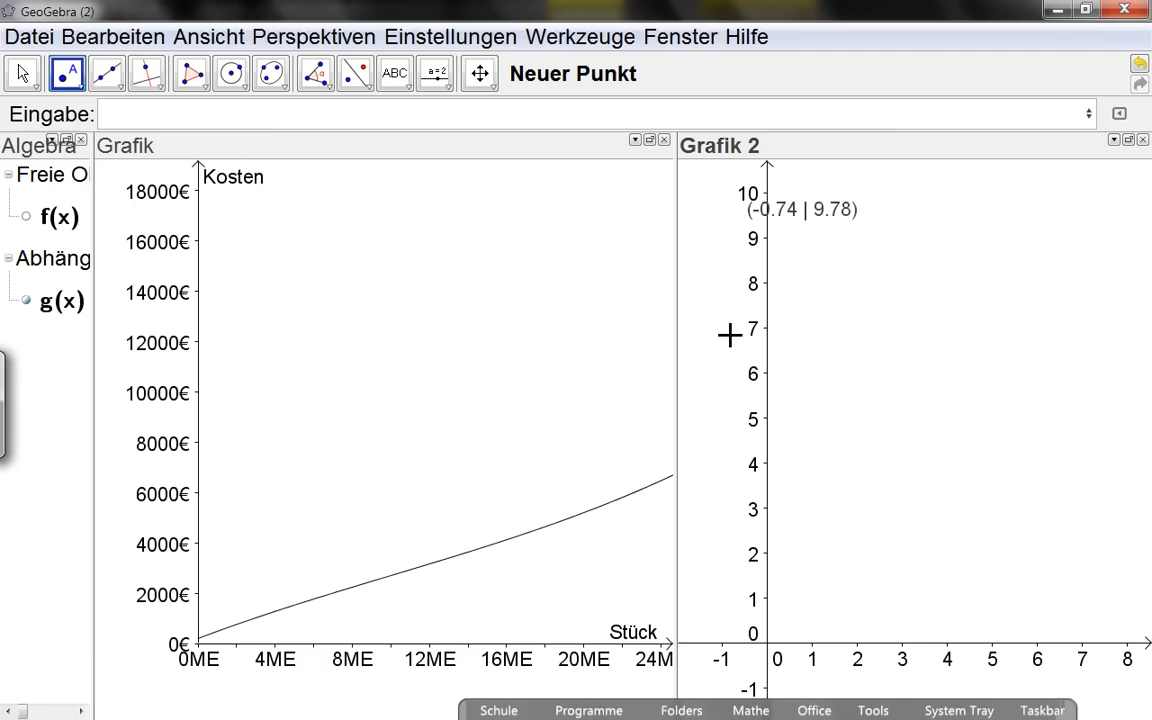 GeoGebra (2)
Datei Bearbeiten Ansicht Perspektiven Einstellungen Werkzeuge Fenster Hilfe
A
ABC
a=2
Neuer Punkt
Eingabe:
Algebra
Grafik
Grafik 2
Freie O
f(x)
Abhäng
g(x)
Kosten
18000€
16000€
14000€
12000€
10000€
8000€
6000€
4000€
2000€
0€
Stück
0ME 4ME 8ME 12ME 16ME 20ME 24M
10
(-0.74 | 9.78)
9
8
7
6
5
4
3
2
1
0
-1 0 1 2 3 4 5 6 7 8
-1
Schule Programme Folders Mathe Office Tools System Tray Taskbar